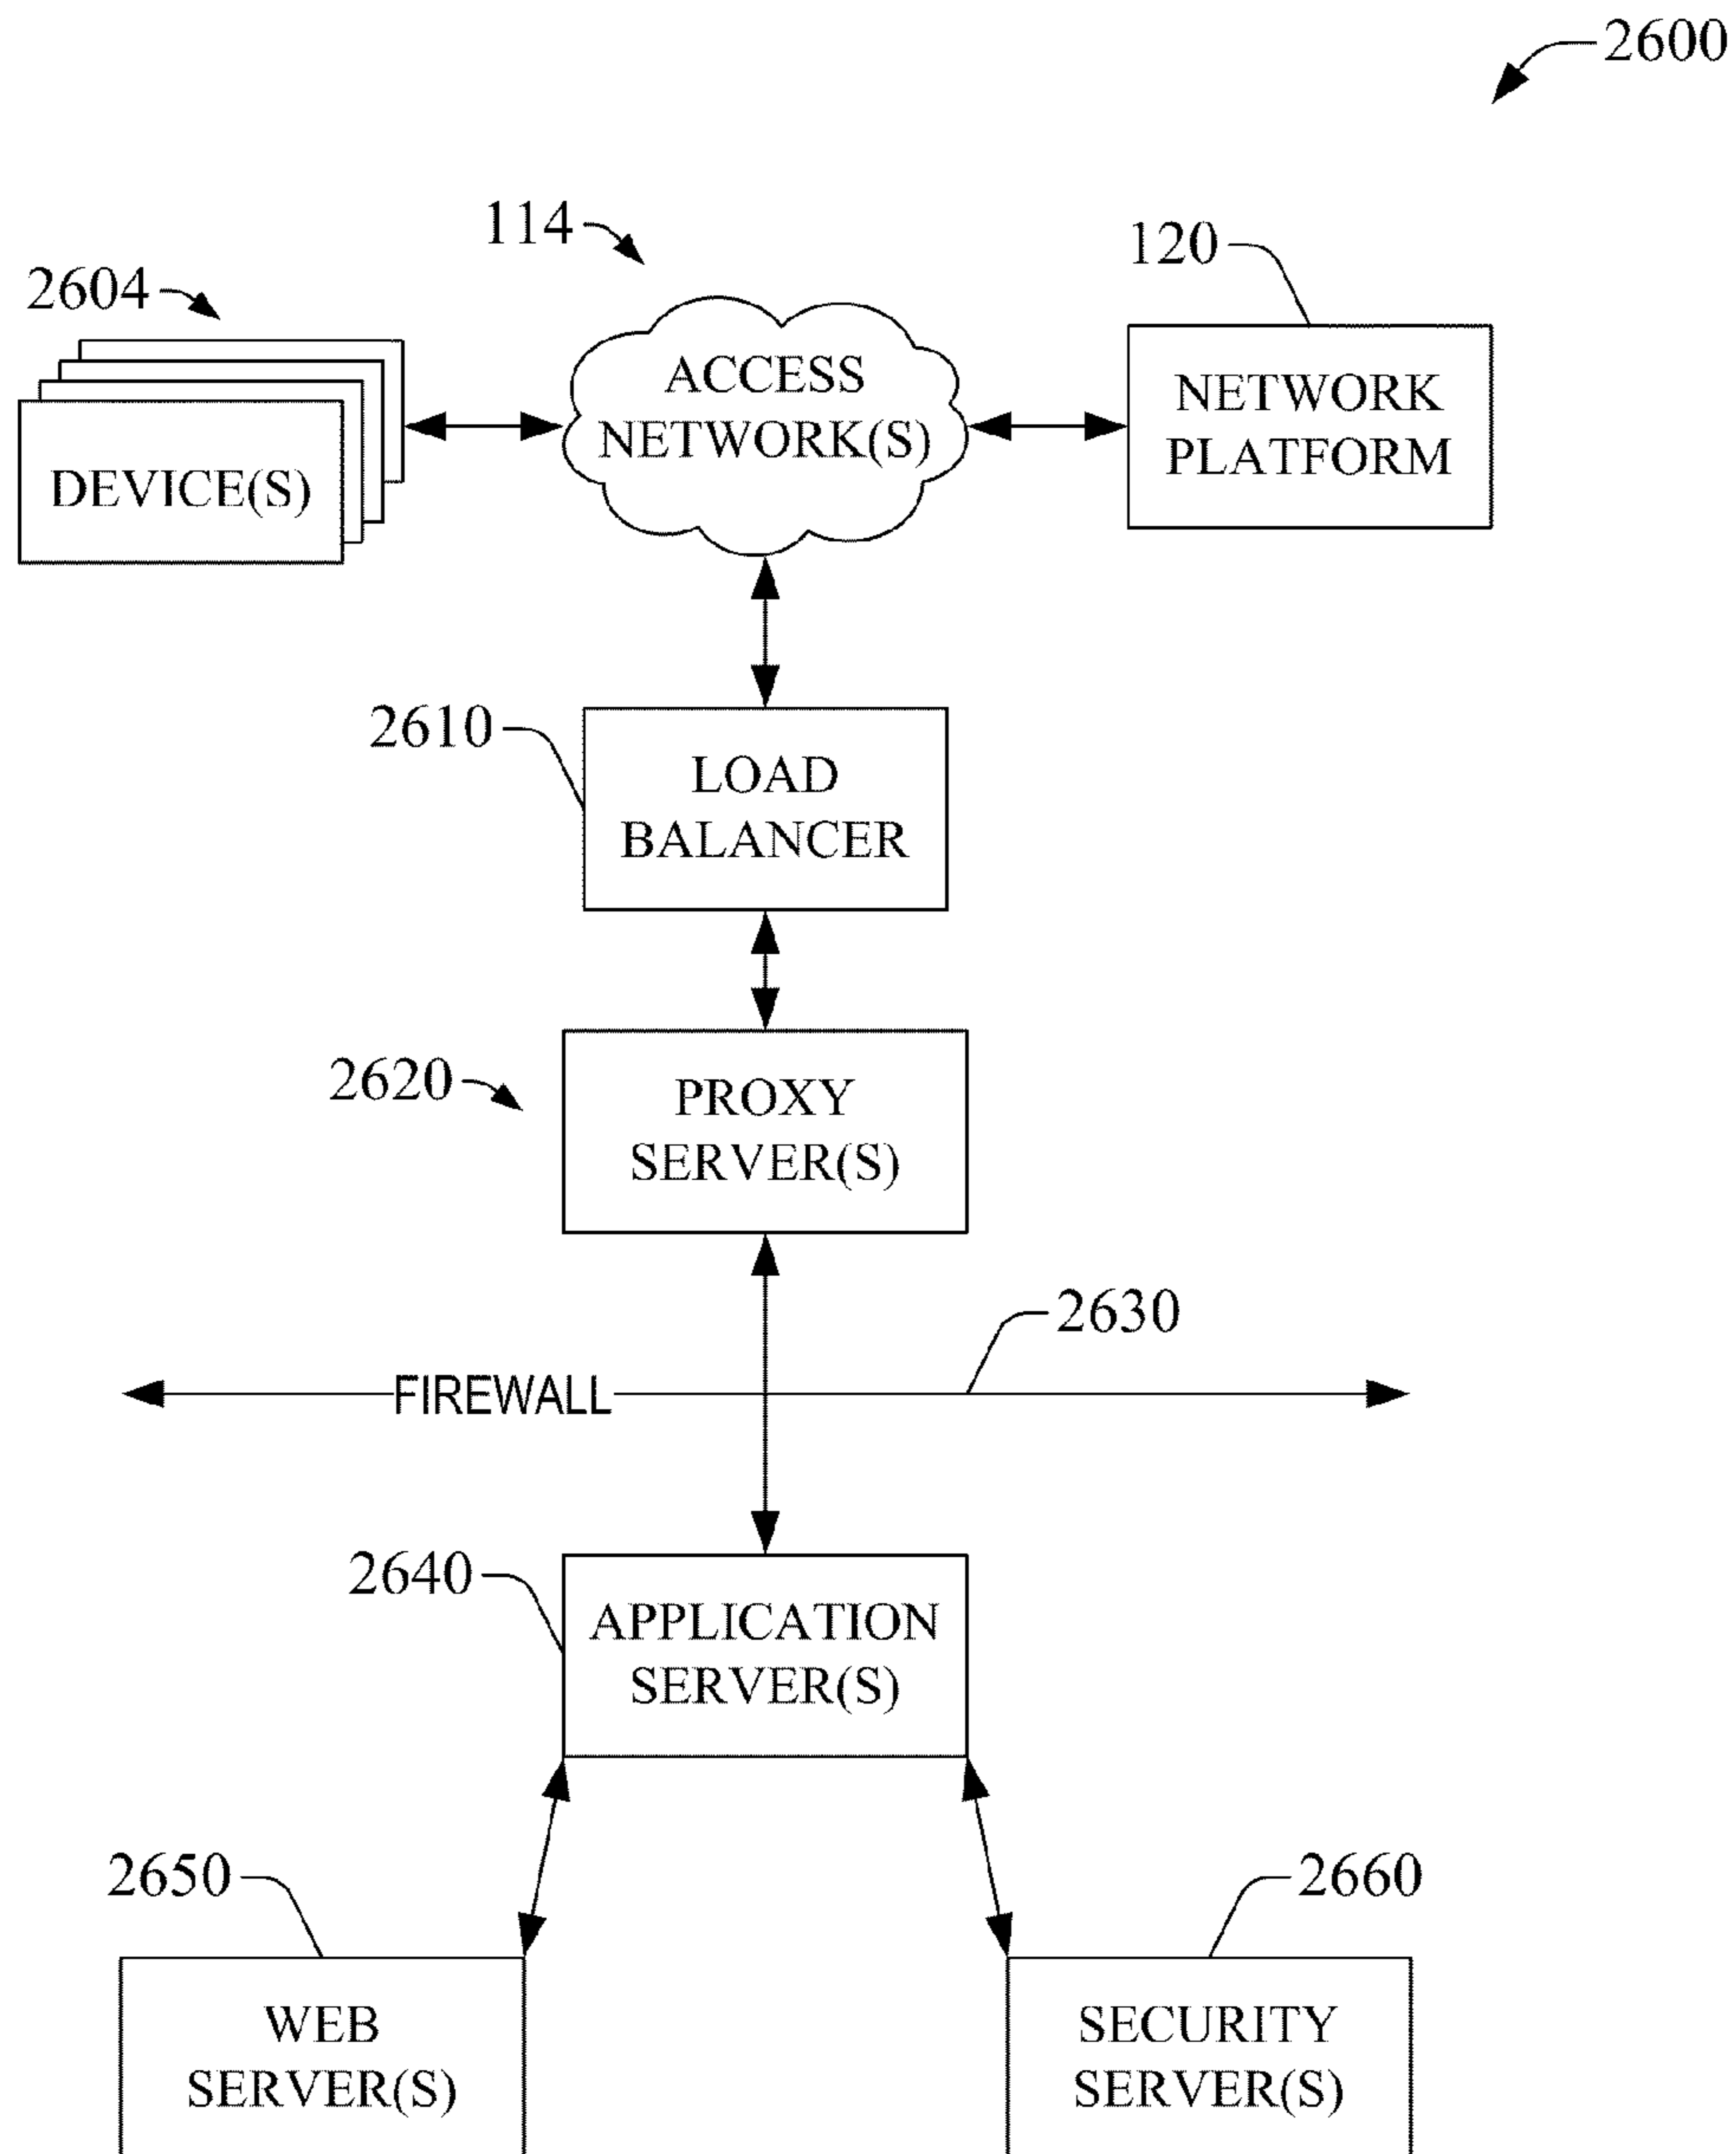 2600
114
120
2604
ACCESS
NETWORK(S)
NETWORK
PLATFORM
DEVICE(S)
2610
LOAD
BALANCER
2620
PROXY
SERVER(S)
2630
FIREWALL
2640
APPLICATION
SERVER(S)
2650
2660
WEB
SERVER(S)
SECURITY
SERVER(S)